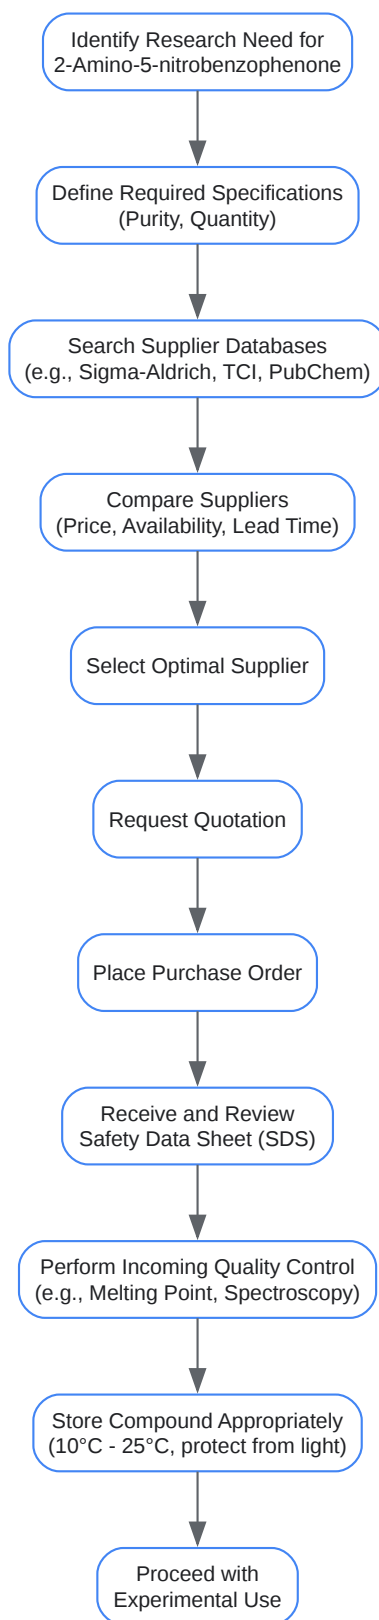 Identify Research Need for
2-Amino-5-nitrobenzophenone
Define Required Specifications
(Purity, Quantity)
Search Supplier Databases
(e.g., Sigma-Aldrich, TCI, PubChem)
Compare Suppliers
(Price, Availability, Lead Time)
Select Optimal Supplier
Request Quotation
Place Purchase Order
Receive and Review
Safety Data Sheet (SDS)
Perform Incoming Quality Control
(e.g., Melting Point, Spectroscopy)
Store Compound Appropriately
(10°C - 25°C, protect from light)
Proceed with
Experimental Use